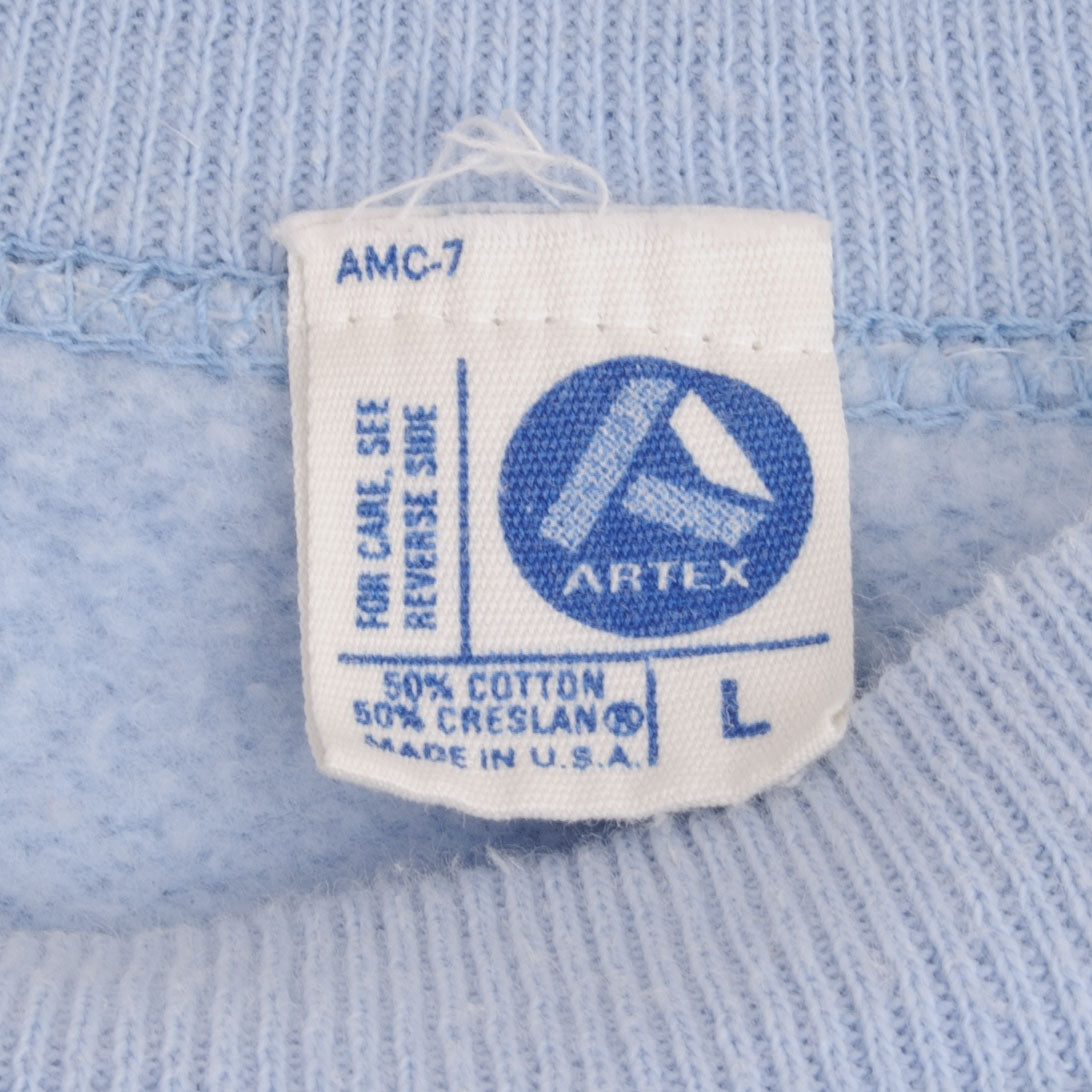 AMC-7
FOR CARE, SEE
REVERSE SIDE
ARTEX
50% COTTON
50% CRESLAN®
MADE IN U.S.A.
L